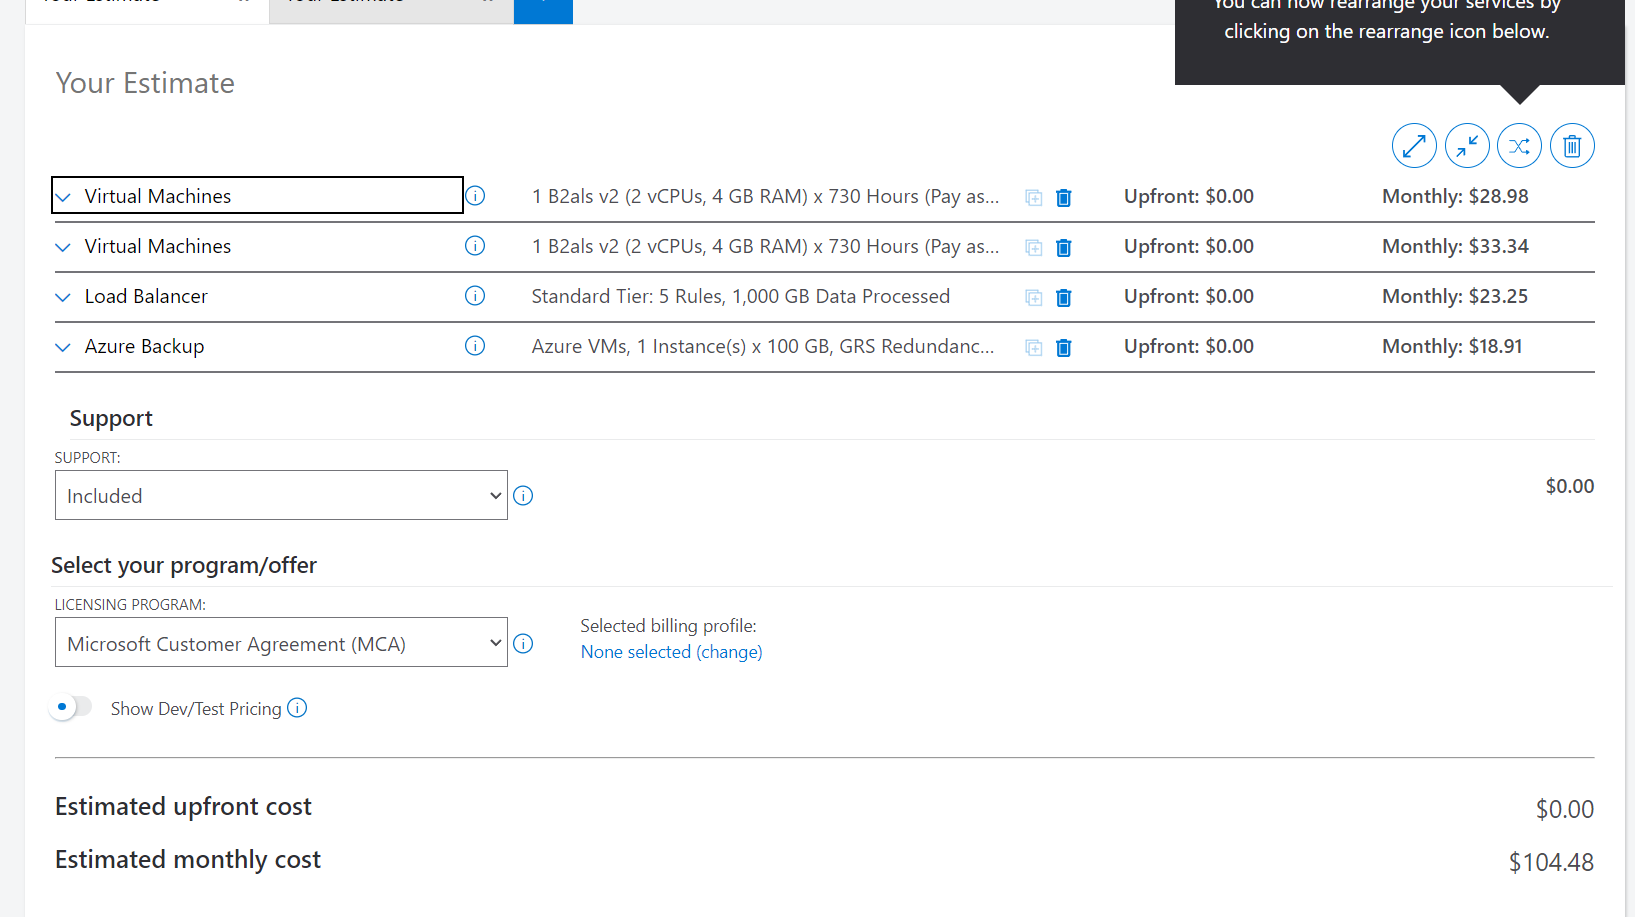 You can now rearrange your services by
clicking on the rearrange icon below.
Your Estimate
Virtual Machines
1 B2als v2 (2 vCPUs, 4 GB RAM) x 730 Hours (Pay as...
Upfront: $0.00
Monthly: $28.98
Virtual Machines
1 B2als v2 (2 vCPUs, 4 GB RAM) x 730 Hours (Pay as...
Upfront: $0.00
Monthly: $33.34
Load Balancer
Standard Tier: 5 Rules, 1,000 GB Data Processed
Upfront: $0.00
Monthly: $23.25
Azure Backup
Azure VMs, 1 Instance(s) x 100 GB, GRS Redundanc...
Upfront: $0.00
Monthly: $18.91
Support
SUPPORT:
Included
$0.00
Select your program/offer
LICENSING PROGRAM:
Microsoft Customer Agreement (MCA)
Selected billing profile:
None selected (change)
Show Dev/Test Pricing
Estimated upfront cost
$0.00
Estimated monthly cost
$104.48